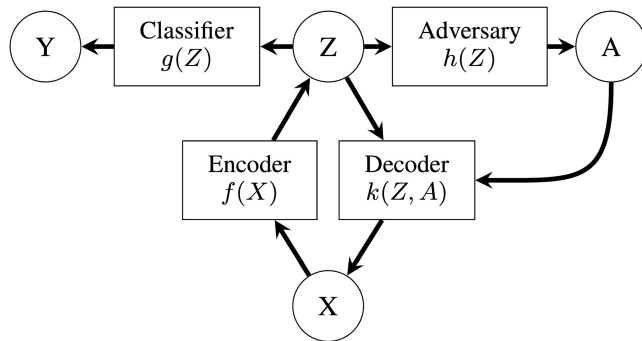 Y
Classifier
g(Z)
Z
Adversary
h(Z)
A
Encoder
f(X)
Decoder
k(Z, A)
X